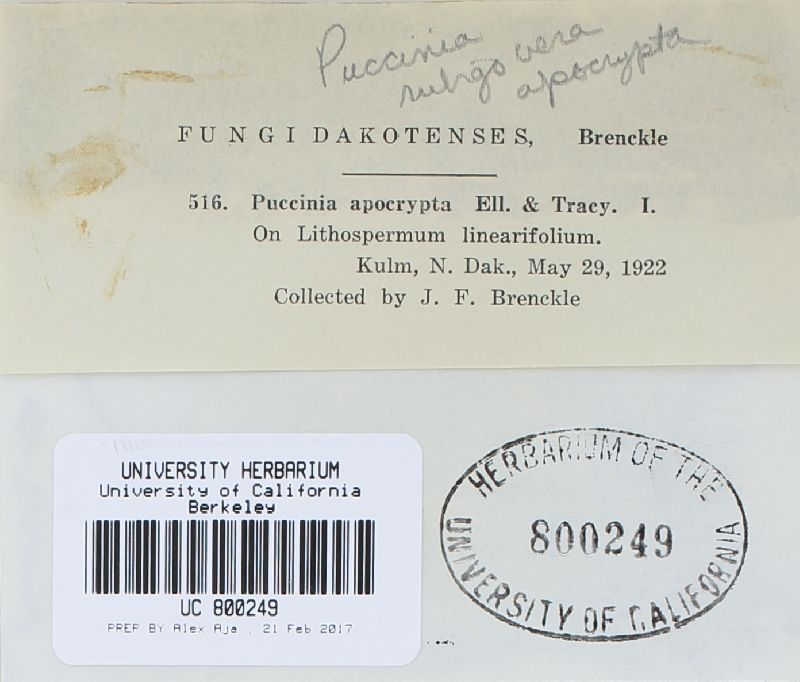 Puccinia
rubigo vera
apocrypta
FUNGI DAKOTENSES, Brenckle
516. Puccinia apocrypta Ell. & Tracy. I.
On Lithospermum linearifolium.
Kulm, N. Dak., May 29, 1922
Collected by J. F. Brenckle
UNIVERSITY HERBARIUM
University of California
Berkeley
UC 800249
PREP BY Alex Aja , 21 Feb 2017
HERBARIUM OF THE
800249
UNIVERSITY OF CALIFORNIA